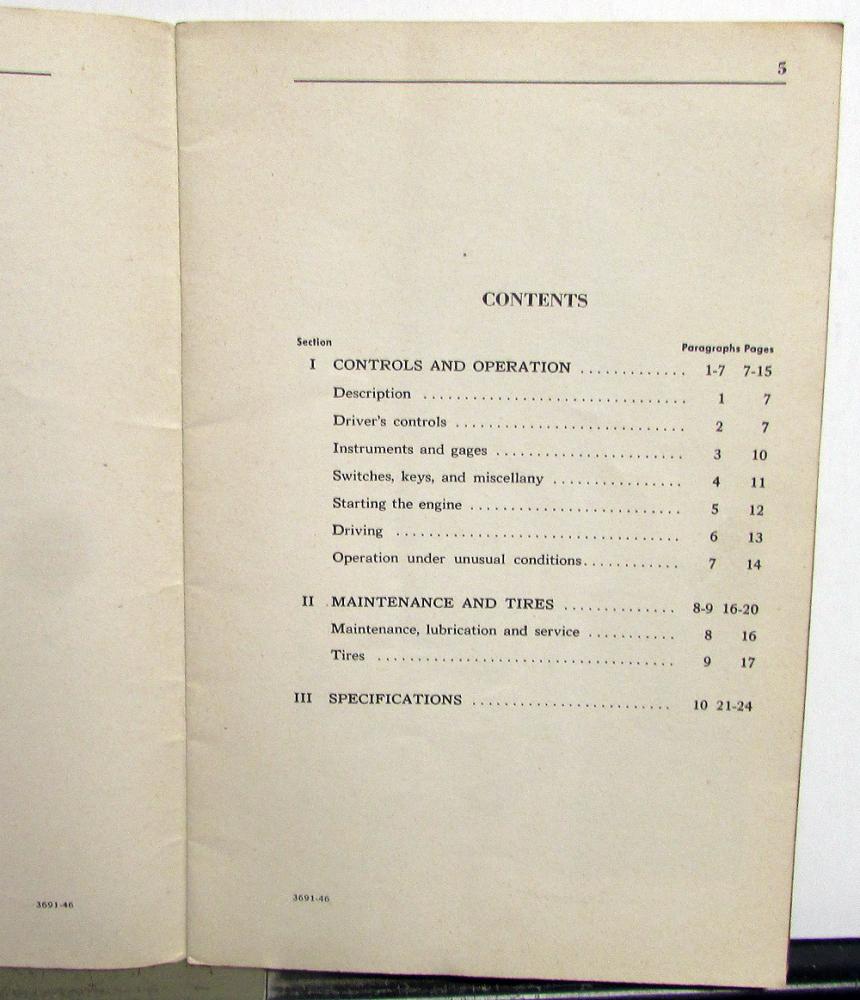 5
CONTENTS
Section Paragraphs Pages
I CONTROLS AND OPERATION ............. 1-7 7-15
Description ................................. 1 7
Driver's controls ............................. 2 7
Instruments and gages ........................ 3 10
Switches, keys, and miscellany ................ 4 11
Starting the engine .......................... 5 12
Driving .................................... 6 13
Operation under unusual conditions............ 7 14
II MAINTENANCE AND TIRES .............. 8-9 16-20
Maintenance, lubrication and service ........... 8 16
Tires ..................................... 9 17
III SPECIFICATIONS ......................... 10 21-24
3691-46
3691-46